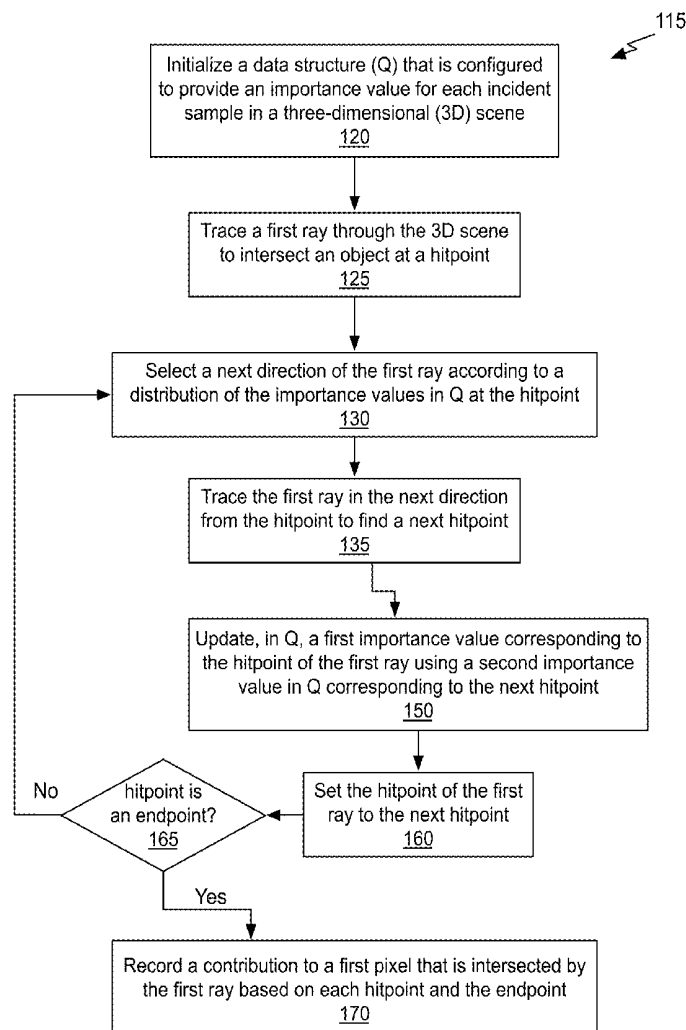 115
Initialize a data structure (Q) that is configured
to provide an importance value for each incident
sample in a three-dimensional (3D) scene
120
Trace a first ray through the 3D scene
to intersect an object at a hitpoint
125
Select a next direction of the first ray according to a
distribution of the importance values in Q at the hitpoint
130
Trace the first ray in the next direction
from the hitpoint to find a next hitpoint
135
Update, in Q, a first importance value corresponding to
the hitpoint of the first ray using a second importance
value in Q corresponding to the next hitpoint
150
Set the hitpoint of the first
ray to the next hitpoint
160
No
hitpoint is
an endpoint?
165
Yes
Record a contribution to a first pixel that is intersected by
the first ray based on each hitpoint and the endpoint
170